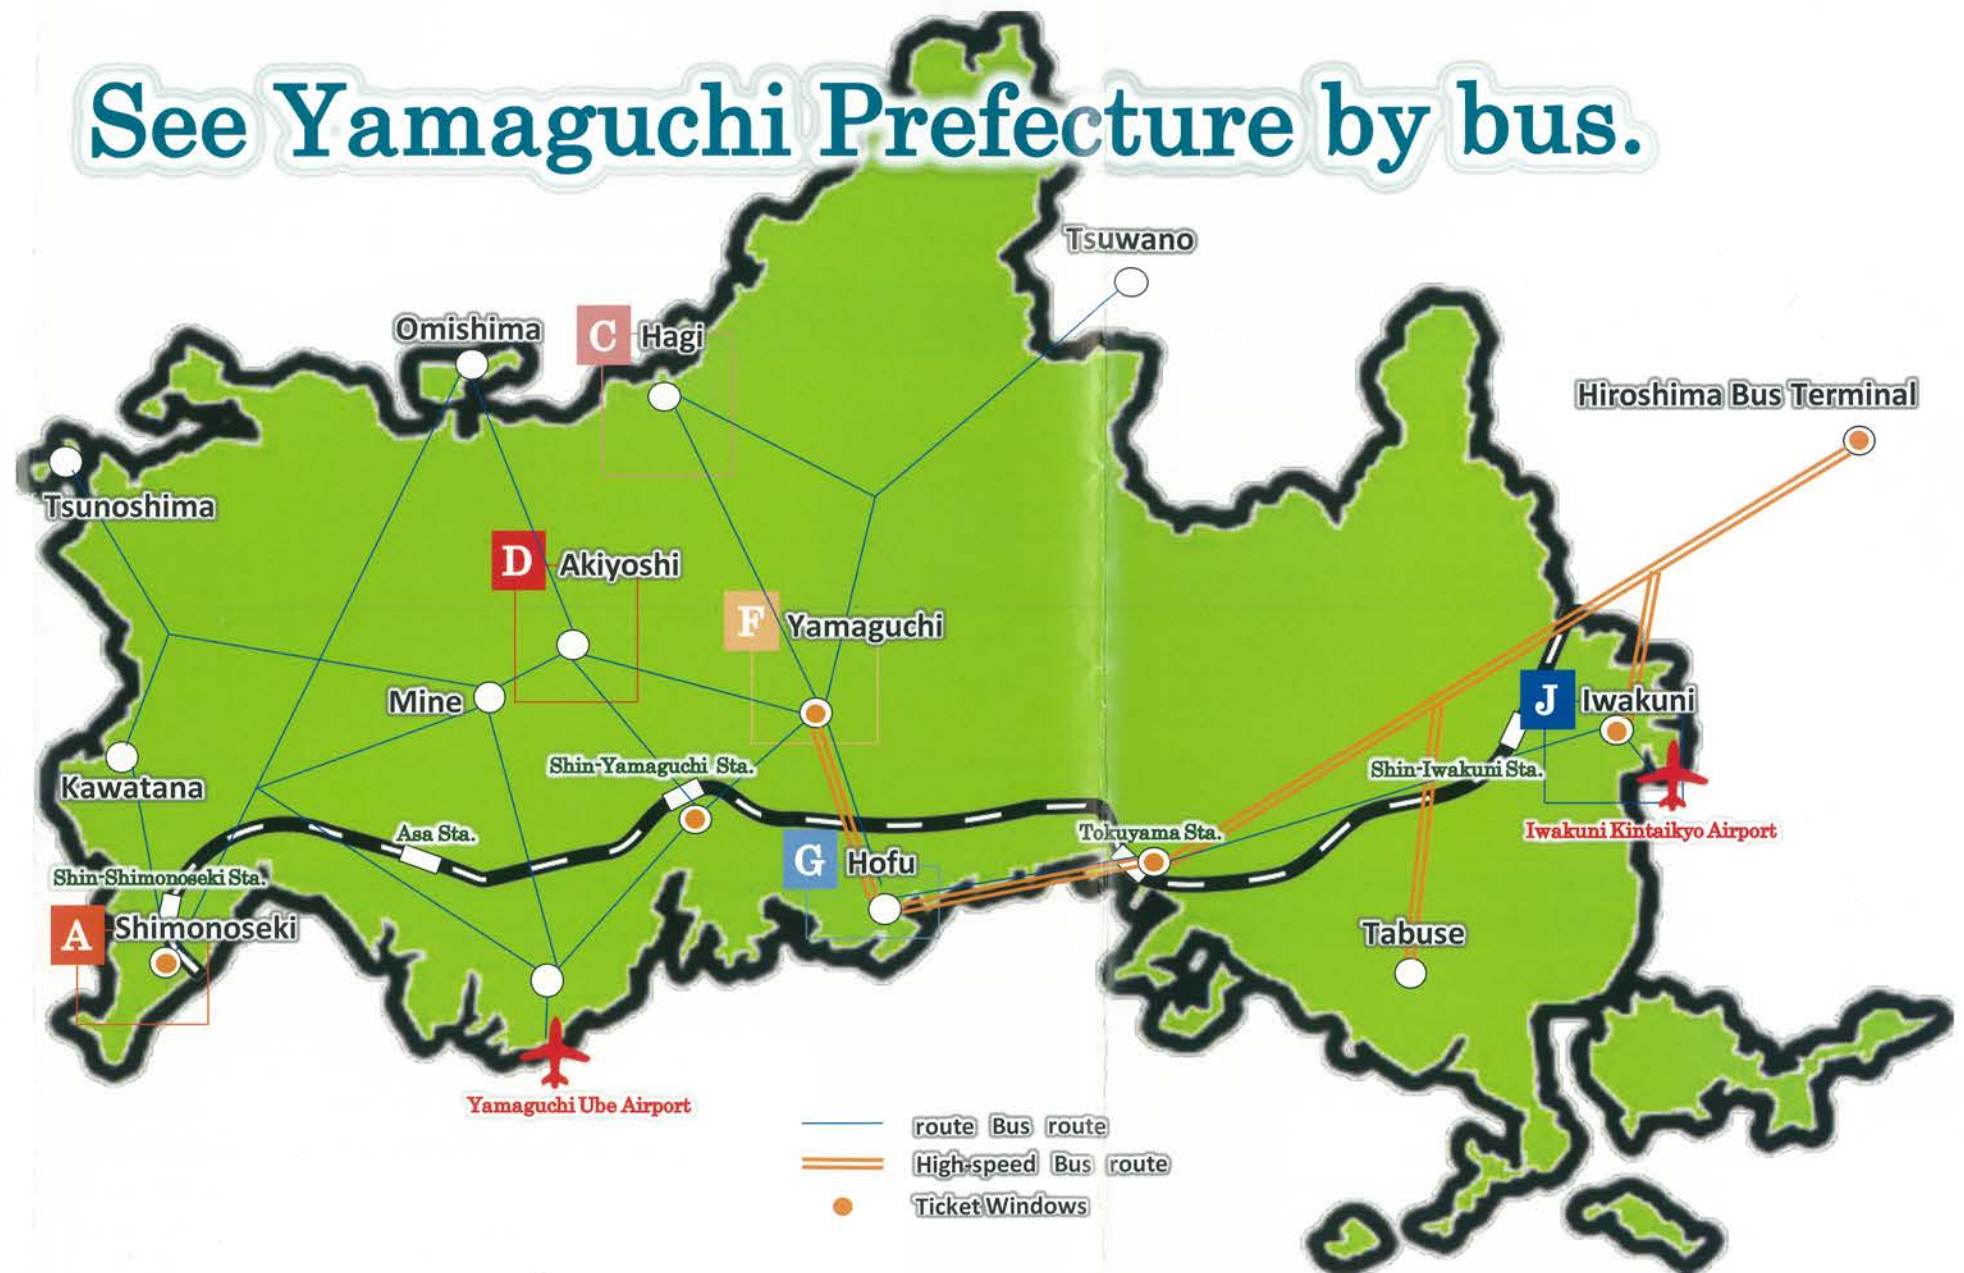 See Yamaguchi Prefecture by bus.
Tsuwano
Omishima
C Hagi
Hiroshima Bus Terminal
Tsunoshima
D Akiyoshi
F Yamaguchi
Mine
J Iwakuni
Shin-Yamaguchi Sta.
Shin-Iwakuni Sta.
Kawatana
Asa Sta.
Tokuyama Sta.
Iwakuni Kintaikyo Airport
G Hofu
Shin-Shimonoseki Sta.
A Shimonoseki
Tabuse
Yamaguchi Ube Airport
route Bus route
High-speed Bus route
Ticket Windows